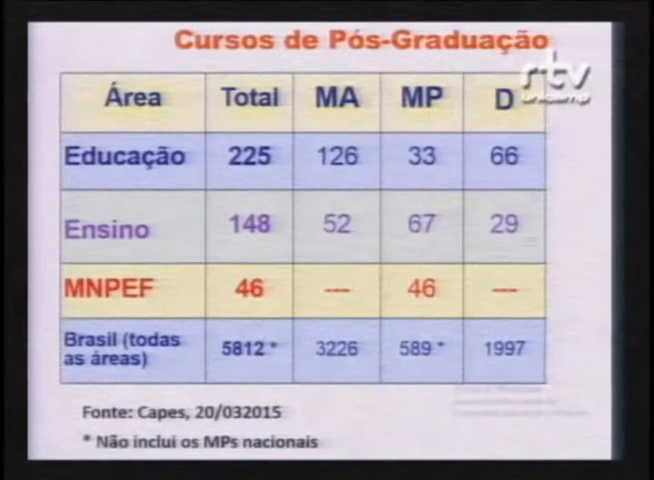 Cursos de Pós-Graduação
rtv
unicamp
Área Total MA MP D
Educação 225 126 33 66
Ensino 148 52 67 29
MNPEF 46 --- 46 ---
Brasil (todas
as áreas) 5812 * 3226 589 * 1997
Fonte: Capes, 20/032015
* Não inclui os MPs nacionais